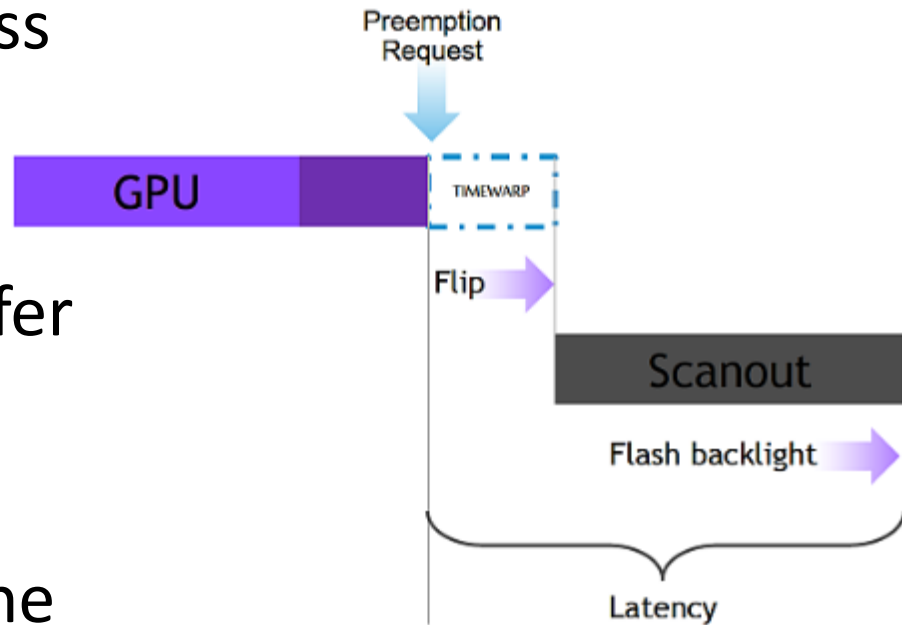 ss
Preemption
Request
GPU
TIMEWARP
Flip
fer
Scanout
Flash backlight
ne
Latency